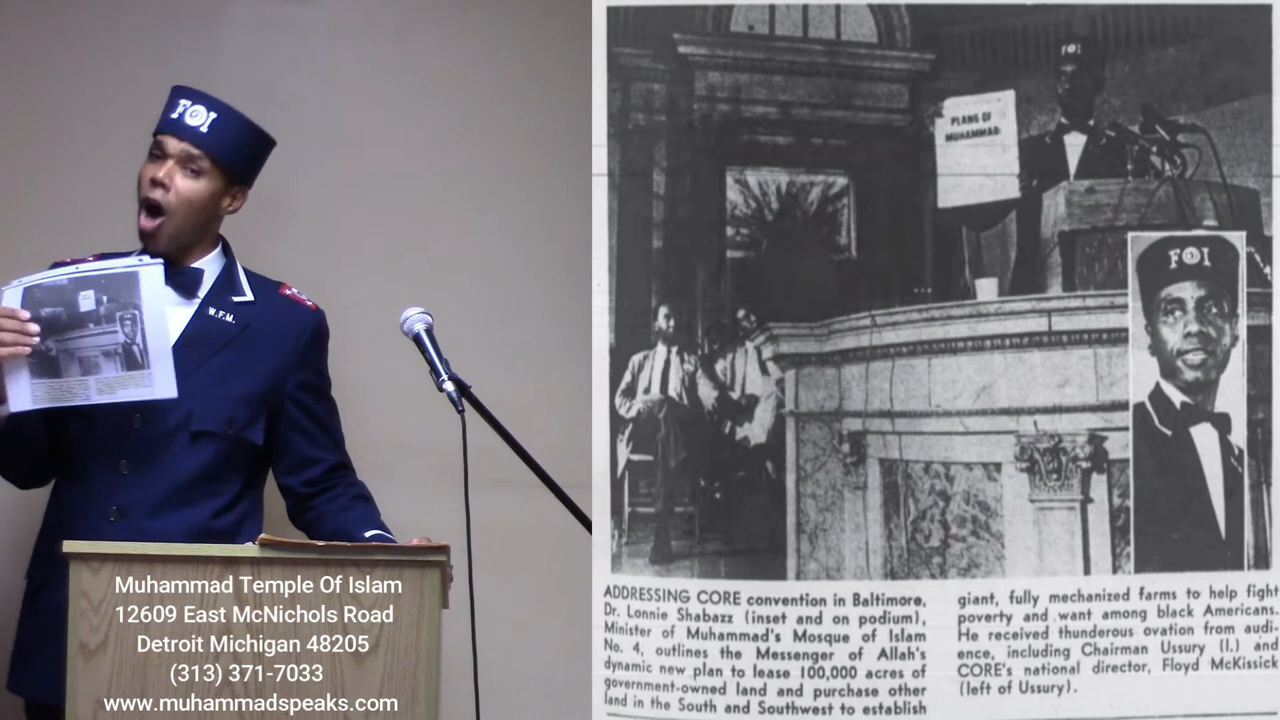 FOI
W.F.M.
Muhammad Temple Of Islam
12609 East McNichols Road
Detroit Michigan 48205
(313) 371-7033
www.muhammadspeaks.com
FOI
PLANS OF
MUHAMMAD:
FOI
ADDRESSING CORE convention in Baltimore,
Dr. Lonnie Shabazz (inset and on podium),
Minister of Muhammad's Mosque of Islam
No. 4, outlines the Messenger of Allah's
dynamic new plan to lease 100,000 acres of
government-owned land and purchase other
land in the South and Southwest to establish
giant, fully mechanized farms to help fight
poverty and want among black Americans.
He received thunderous ovation from audi-
ence, including Chairman Ussury (l.) and
CORE's national director, Floyd McKissick
(left of Ussury).